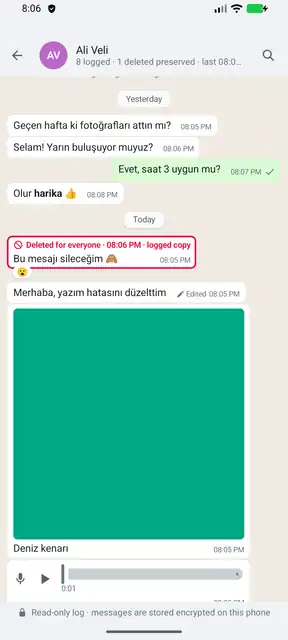 8:06
AV
Ali Veli
8 logged · 1 deleted preserved · last 08:0...
Yesterday
Geçen hafta ki fotoğrafları attın mı? 08:05 PM
Selam! Yarın buluşuyor muyuz? 08:06 PM
Evet, saat 3 uygun mu? 08:07 PM
Olur harika 👍 08:08 PM
Today
Deleted for everyone · 08:06 PM · logged copy
Bu mesajı sileceğim 🙈 08:05 PM
😮
Merhaba, yazım hatasını düzelttim Edited 08:05 PM
Deniz kenarı 08:05 PM
0:01
Read-only log · messages are stored encrypted on this phone